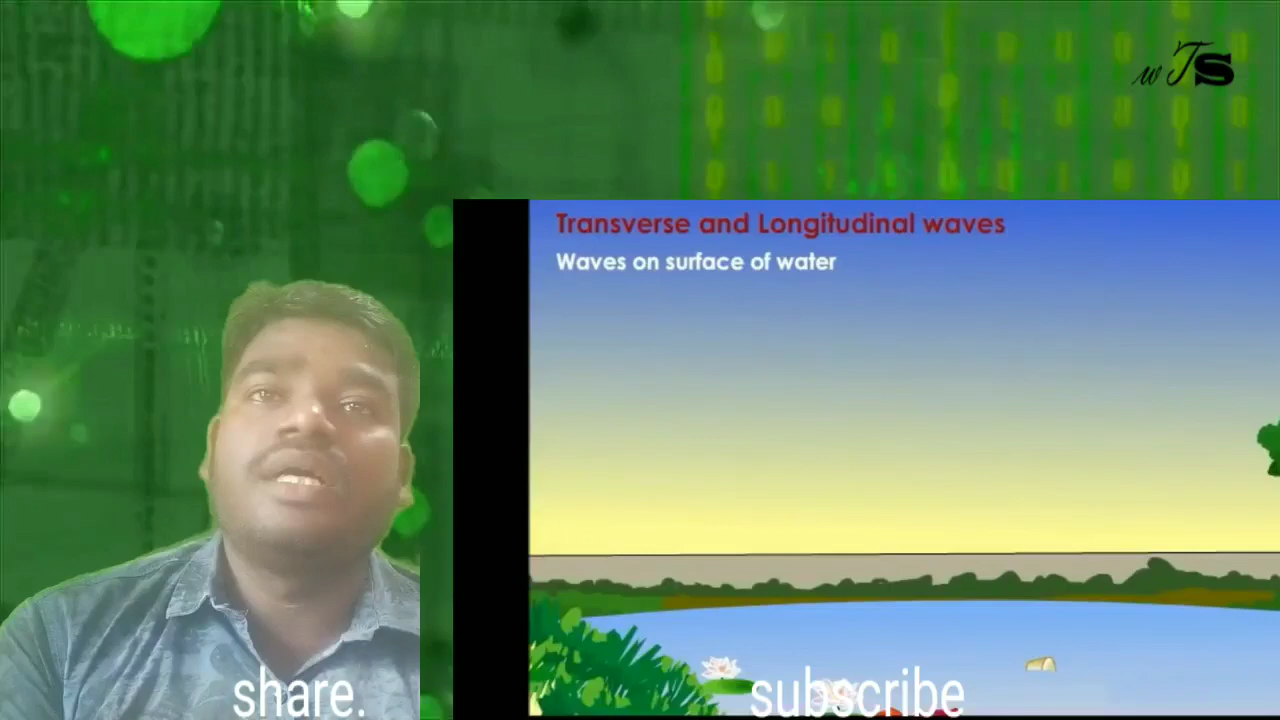 wTS
Transverse and Longitudinal waves
Waves on surface of water
share. subscribe